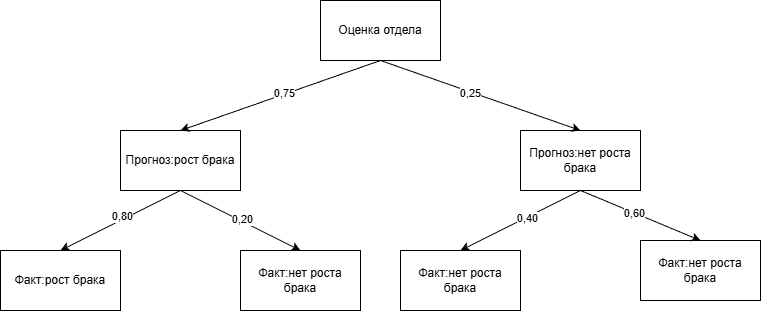 Оценка отдела
0,75
0,25
Прогноз:рост брака
Прогноз:нет роста
брака
0,80
0,20
0,40
0,60
Факт:рост брака
Факт:нет роста
брака
Факт:нет роста
брака
Факт:нет роста
брака